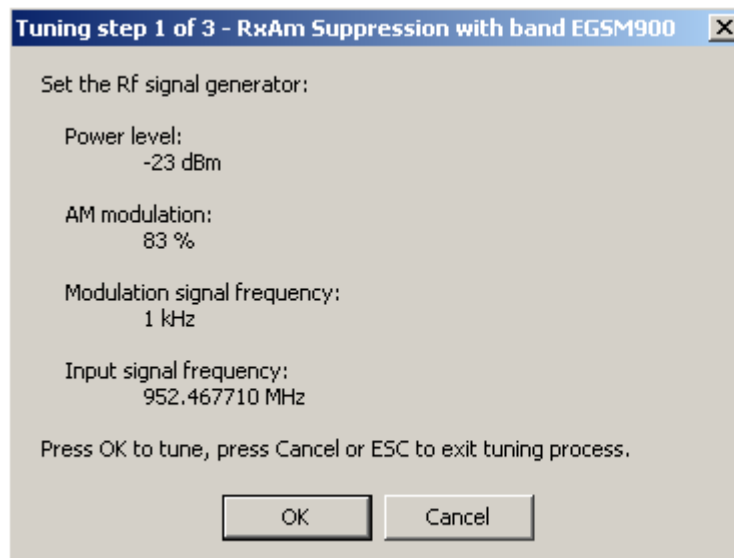 Tuning step 1 of 3 - RxAm Suppression with band EGSM900
Set the Rf signal generator:
Power level:
-23 dBm
AM modulation:
83 %
Modulation signal frequency:
1 kHz
Input signal frequency:
952.467710 MHz
Press OK to tune, press Cancel or ESC to exit tuning process.
OK
Cancel